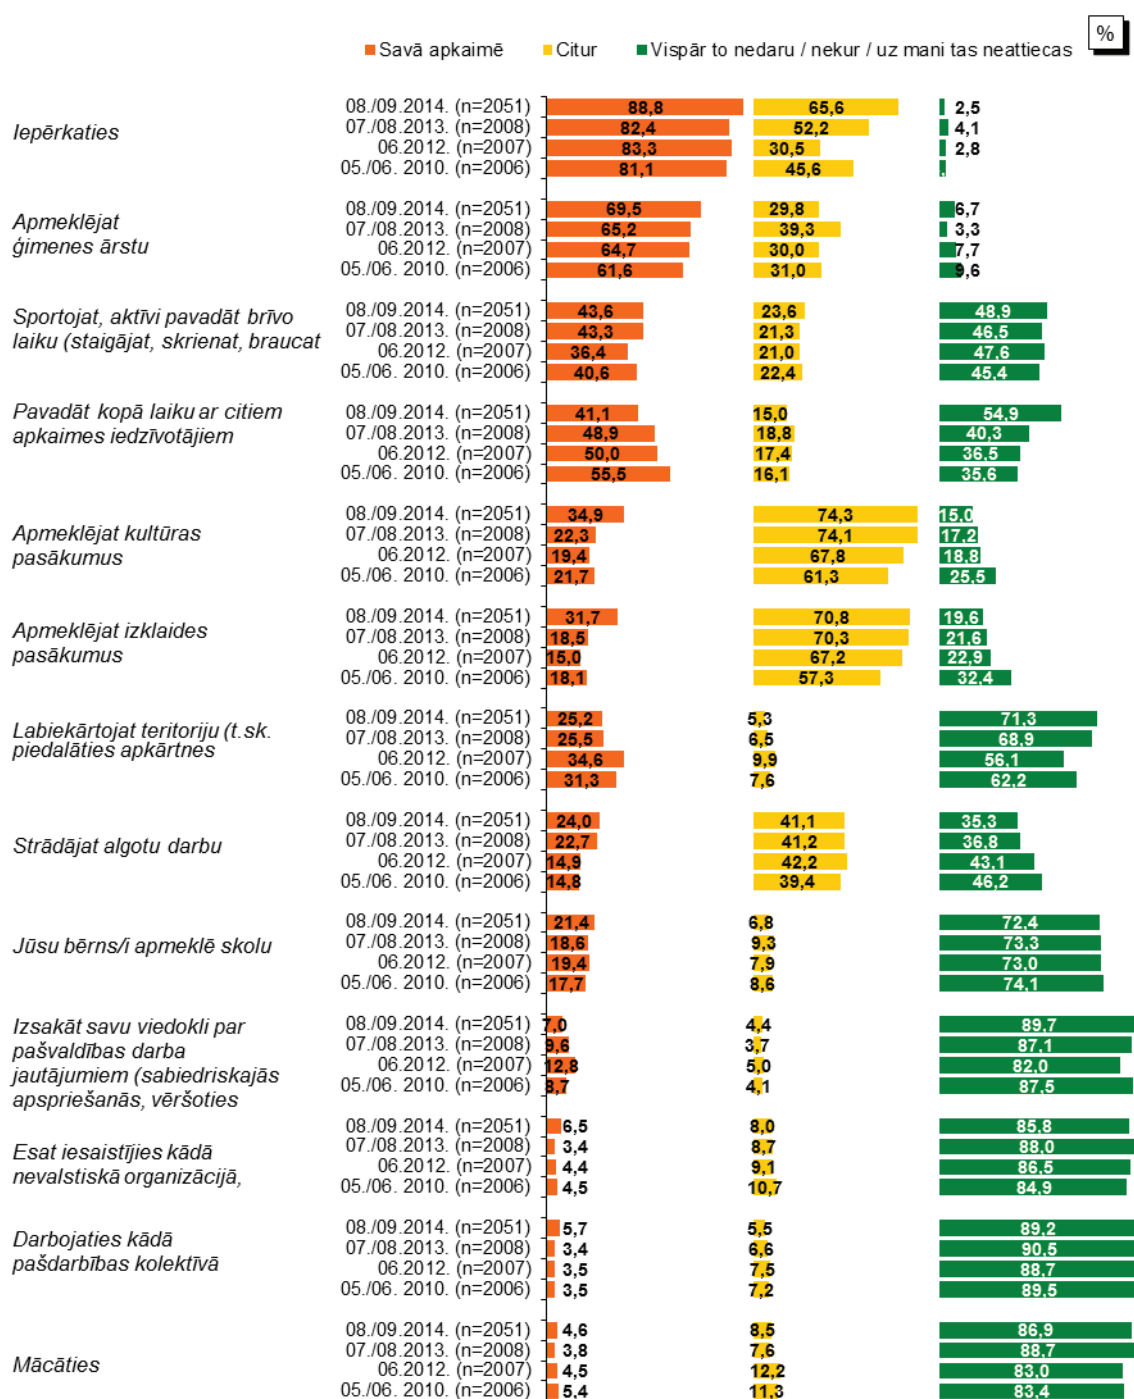 %
Savā apkaimē Citur Vispār to nedaru / nekur / uz mani tas neattiecas
Iepērkaties
08./09.2014. (n=2051) 88,8 65,6 2,5
07./08.2013. (n=2008) 82,4 52,2 4,1
06.2012. (n=2007) 83,3 30,5 2,8
05./06. 2010. (n=2006) 81,1 45,6
Apmeklējat
ģimenes ārstu
08./09.2014. (n=2051) 69,5 29,8 6,7
07./08.2013. (n=2008) 65,2 39,3 3,3
06.2012. (n=2007) 64,7 30,0 7,7
05./06. 2010. (n=2006) 61,6 31,0 9,6
Sportojat, aktīvi pavadāt brīvo
laiku (staigājat, skrienat, braucat
08./09.2014. (n=2051) 43,6 23,6 48,9
07./08.2013. (n=2008) 43,3 21,3 46,5
06.2012. (n=2007) 36,4 21,0 47,6
05./06. 2010. (n=2006) 40,6 22,4 45,4
Pavadāt kopā laiku ar citiem
apkaimes iedzīvotājiem
08./09.2014. (n=2051) 41,1 15,0 54,9
07./08.2013. (n=2008) 48,9 18,8 40,3
06.2012. (n=2007) 50,0 17,4 36,5
05./06. 2010. (n=2006) 55,5 16,1 35,6
Apmeklējat kultūras
pasākumus
08./09.2014. (n=2051) 34,9 74,3 15,0
07./08.2013. (n=2008) 22,3 74,1 17,2
06.2012. (n=2007) 19,4 67,8 18,8
05./06. 2010. (n=2006) 21,7 61,3 25,5
Apmeklējat izklaides
pasākumus
08./09.2014. (n=2051) 31,7 70,8 19,6
07./08.2013. (n=2008) 18,5 70,3 21,6
06.2012. (n=2007) 15,0 67,2 22,9
05./06. 2010. (n=2006) 18,1 57,3 32,4
Labiekārtojat teritoriju (t.sk.
piedalāties apkārtnes
08./09.2014. (n=2051) 25,2 5,3 71,3
07./08.2013. (n=2008) 25,5 6,5 68,9
06.2012. (n=2007) 34,6 9,9 56,1
05./06. 2010. (n=2006) 31,3 7,6 62,2
Strādājat algotu darbu
08./09.2014. (n=2051) 24,0 41,1 35,3
07./08.2013. (n=2008) 22,7 41,2 36,8
06.2012. (n=2007) 14,9 42,2 43,1
05./06. 2010. (n=2006) 14,8 39,4 46,2
Jūsu bērns/i apmeklē skolu
08./09.2014. (n=2051) 21,4 6,8 72,4
07./08.2013. (n=2008) 18,6 9,3 73,3
06.2012. (n=2007) 19,4 7,9 73,0
05./06. 2010. (n=2006) 17,7 8,6 74,1
Izsakāt savu viedokli par
pašvaldības darba
jautājumiem (sabiedriskajās
apspriešanās, vēršoties
08./09.2014. (n=2051) 7,0 4,4 89,7
07./08.2013. (n=2008) 9,6 3,7 87,1
06.2012. (n=2007) 12,8 5,0 82,0
05./06. 2010. (n=2006) 8,7 4,1 87,5
Esat iesaistījies kādā
nevalstiskā organizācijā,
08./09.2014. (n=2051) 6,5 8,0 85,8
07./08.2013. (n=2008) 3,4 8,7 88,0
06.2012. (n=2007) 4,4 9,1 86,5
05./06. 2010. (n=2006) 4,5 10,7 84,9
Darbojaties kādā
pašdarbības kolektīvā
08./09.2014. (n=2051) 5,7 5,5 89,2
07./08.2013. (n=2008) 3,4 6,6 90,5
06.2012. (n=2007) 3,5 7,5 88,7
05./06. 2010. (n=2006) 3,5 7,2 89,5
Mācāties
08./09.2014. (n=2051) 4,6 8,5 86,9
07./08.2013. (n=2008) 3,8 7,6 88,7
06.2012. (n=2007) 4,5 12,2 83,0
05./06. 2010. (n=2006) 5,4 11,3 83,4